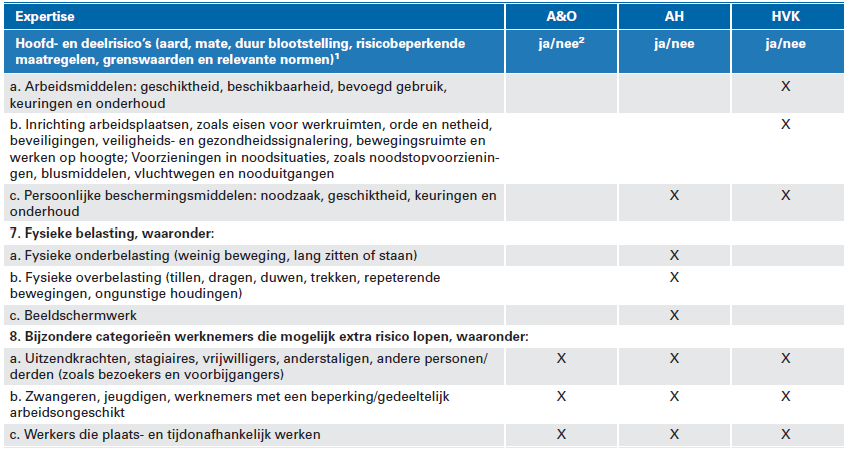 Expertise A&O AH HVK
Hoofd- en deelrisico’s (aard, mate, duur blootstelling, risicobeperkende
maatregelen, grenswaarden en relevante normen)¹ ja/nee² ja/nee ja/nee
a. Arbeidsmiddelen: geschiktheid, beschikbaarheid, bevoegd gebruik, X
keuringen en onderhoud
b. Inrichting arbeidsplaatsen, zoals eisen voor werkruimten, orde en netheid, X
beveiligingen, veiligheids- en gezondheidssignalering, bewegingsruimte en
werken op hoogte; Voorzieningen in noodsituaties, zoals noodstopvoorzienin-
gen, blusmiddelen, vluchtwegen en nooduitgangen
c. Persoonlijke beschermingsmiddelen: noodzaak, geschiktheid, keuringen en X X
onderhoud
7. Fysieke belasting, waaronder:
a. Fysieke onderbelasting (weinig beweging, lang zitten of staan) X
b. Fysieke overbelasting (tillen, dragen, duwen, trekken, repeterende X
bewegingen, ongunstige houdingen)
c. Beeldschermwerk X
8. Bijzondere categorieën werknemers die mogelijk extra risico lopen, waaronder:
a. Uitzendkrachten, stagiaires, vrijwilligers, anderstaligen, andere personen/ X X X
derden (zoals bezoekers en voorbijgangers)
b. Zwangeren, jeugdigen, werknemers met een beperking/gedeeltelijk X X X
arbeidsongeschikt
c. Werkers die plaats- en tijdonafhankelijk werken X X X